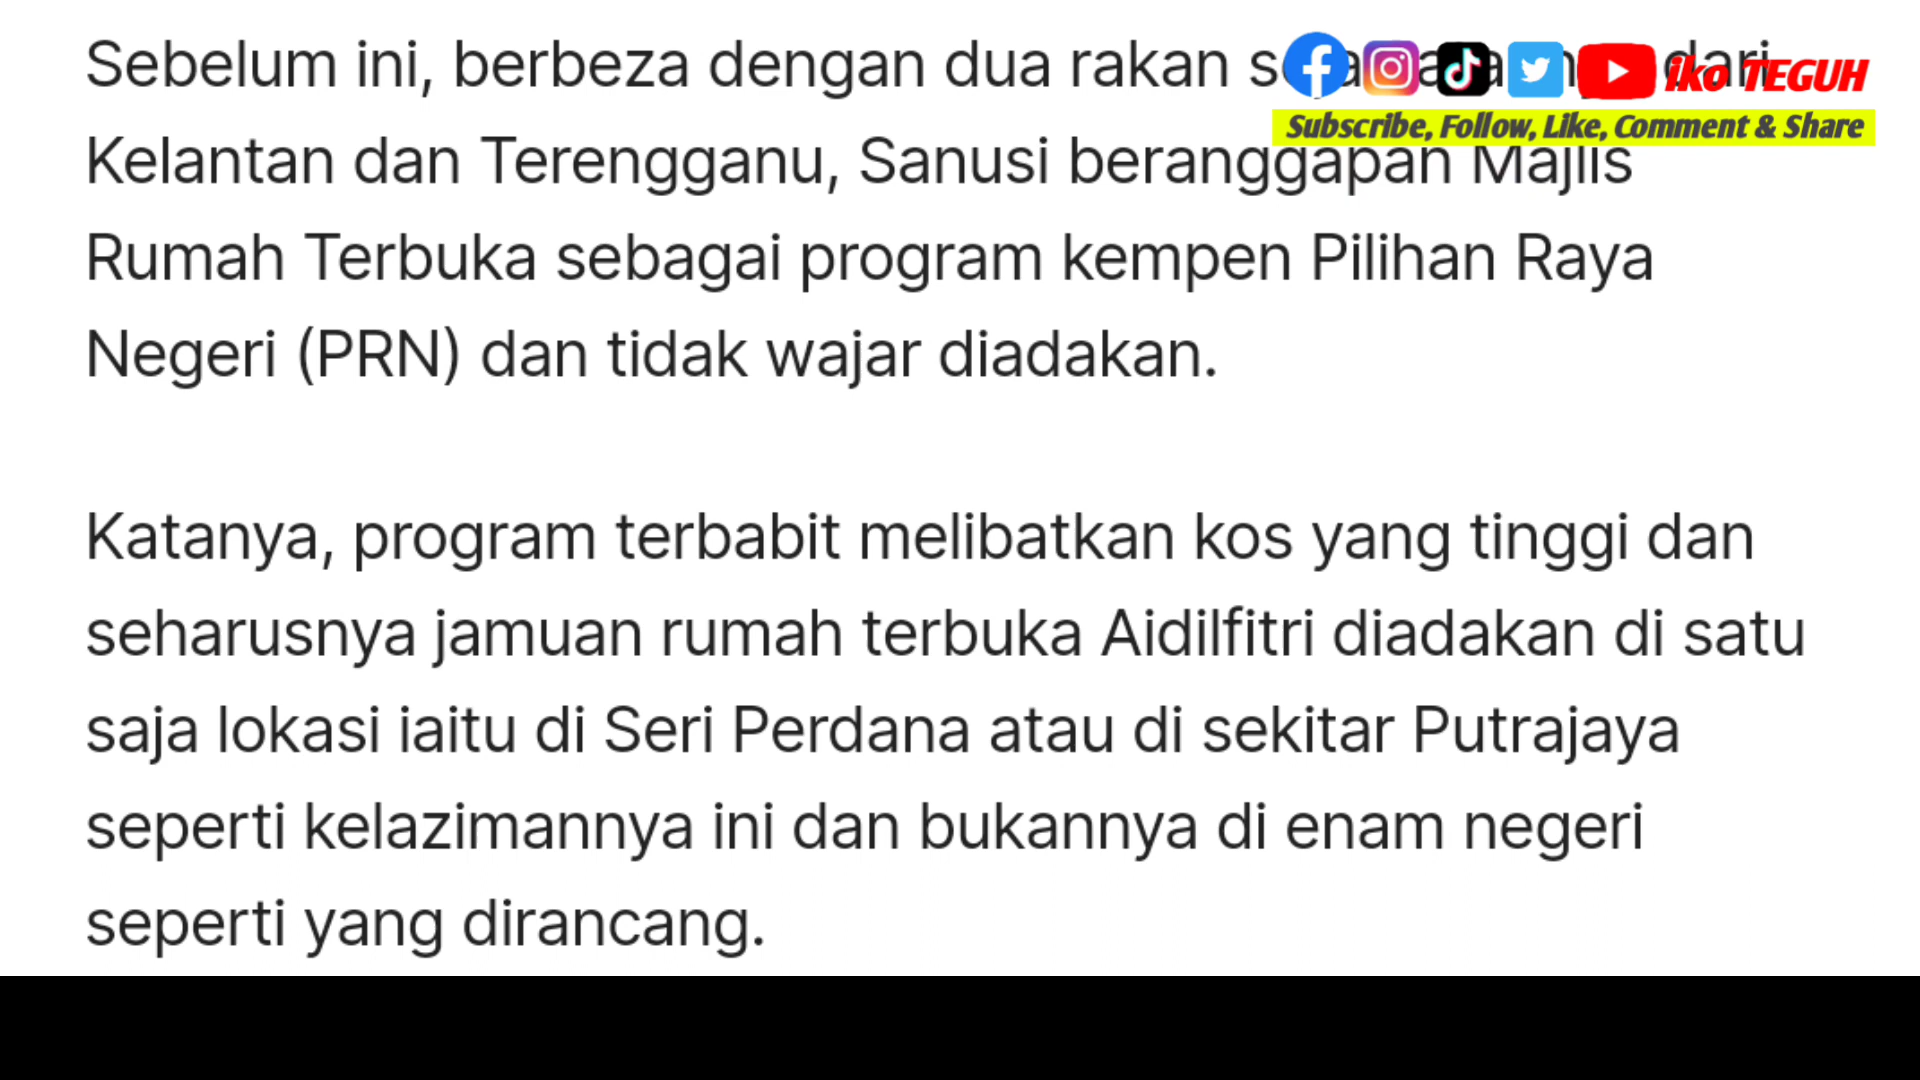 Sebelum ini, berbeza dengan dua rakan dari
iko TEGUH
Subscribe, Follow, Like, Comment & Share
Kelantan dan Terengganu, Sanusi beranggapan Majlis
Rumah Terbuka sebagai program kempen Pilihan Raya
Negeri (PRN) dan tidak wajar diadakan.
Katanya, program terbabit melibatkan kos yang tinggi dan
seharusnya jamuan rumah terbuka Aidilfitri diadakan di satu
saja lokasi iaitu di Seri Perdana atau di sekitar Putrajaya
seperti kelazimannya ini dan bukannya di enam negeri
seperti yang dirancang.